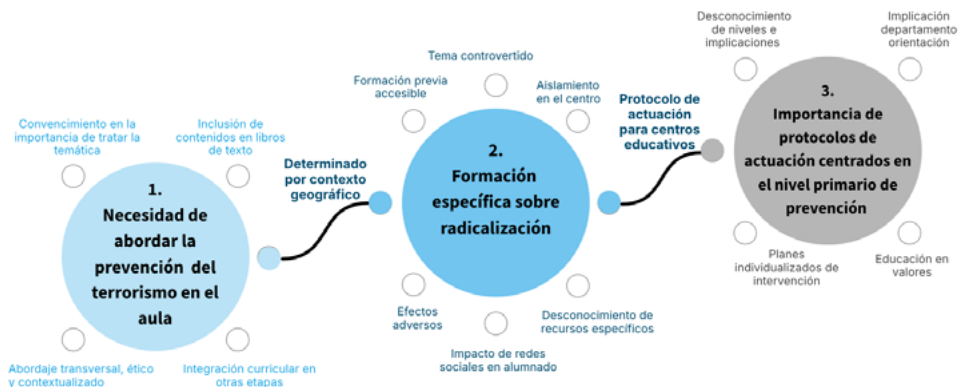 Convencimiento en la
importancia de tratar la
temática
Inclusión de
contenidos en libros
de texto
1.
Necesidad de
abordar la
prevención del
terrorismo en el
aula
Abordaje transversal, ético
y contextualizado
Integración curricular en
otras etapas
Determinado
por contexto
geográfico
Tema controvertido
Formación previa
accesible
Aislamiento
en el centro
2.
Formación
específica sobre
radicalización
Efectos
adversos
Impacto de redes
sociales en alumnado
Desconocimiento de
recursos específicos
Protocolo de
actuación
para centros
educativos
Desconocimiento
de niveles e
implicaciones
Implicación
departamento
orientación
3.
Importancia de
protocolos de
actuación centrados en
el nivel primario de
prevención
Planes
individualizados de
intervención
Educación en
valores